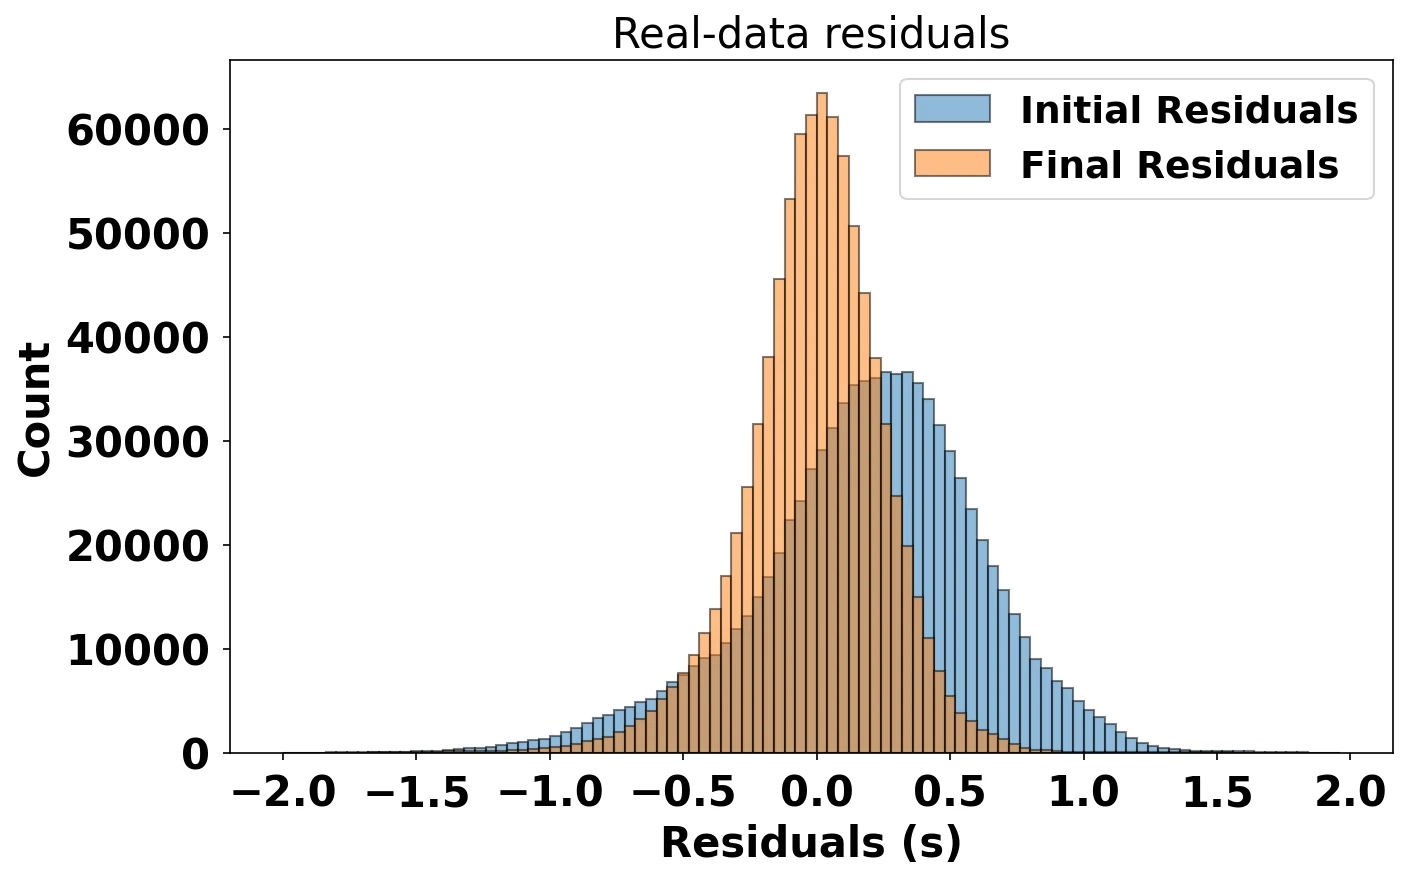 Real-data residuals
Initial Residuals
Final Residuals
Count
60000
50000
40000
30000
20000
10000
0
−2.0 −1.5 −1.0 −0.5 0.0 0.5 1.0 1.5 2.0
Residuals (s)